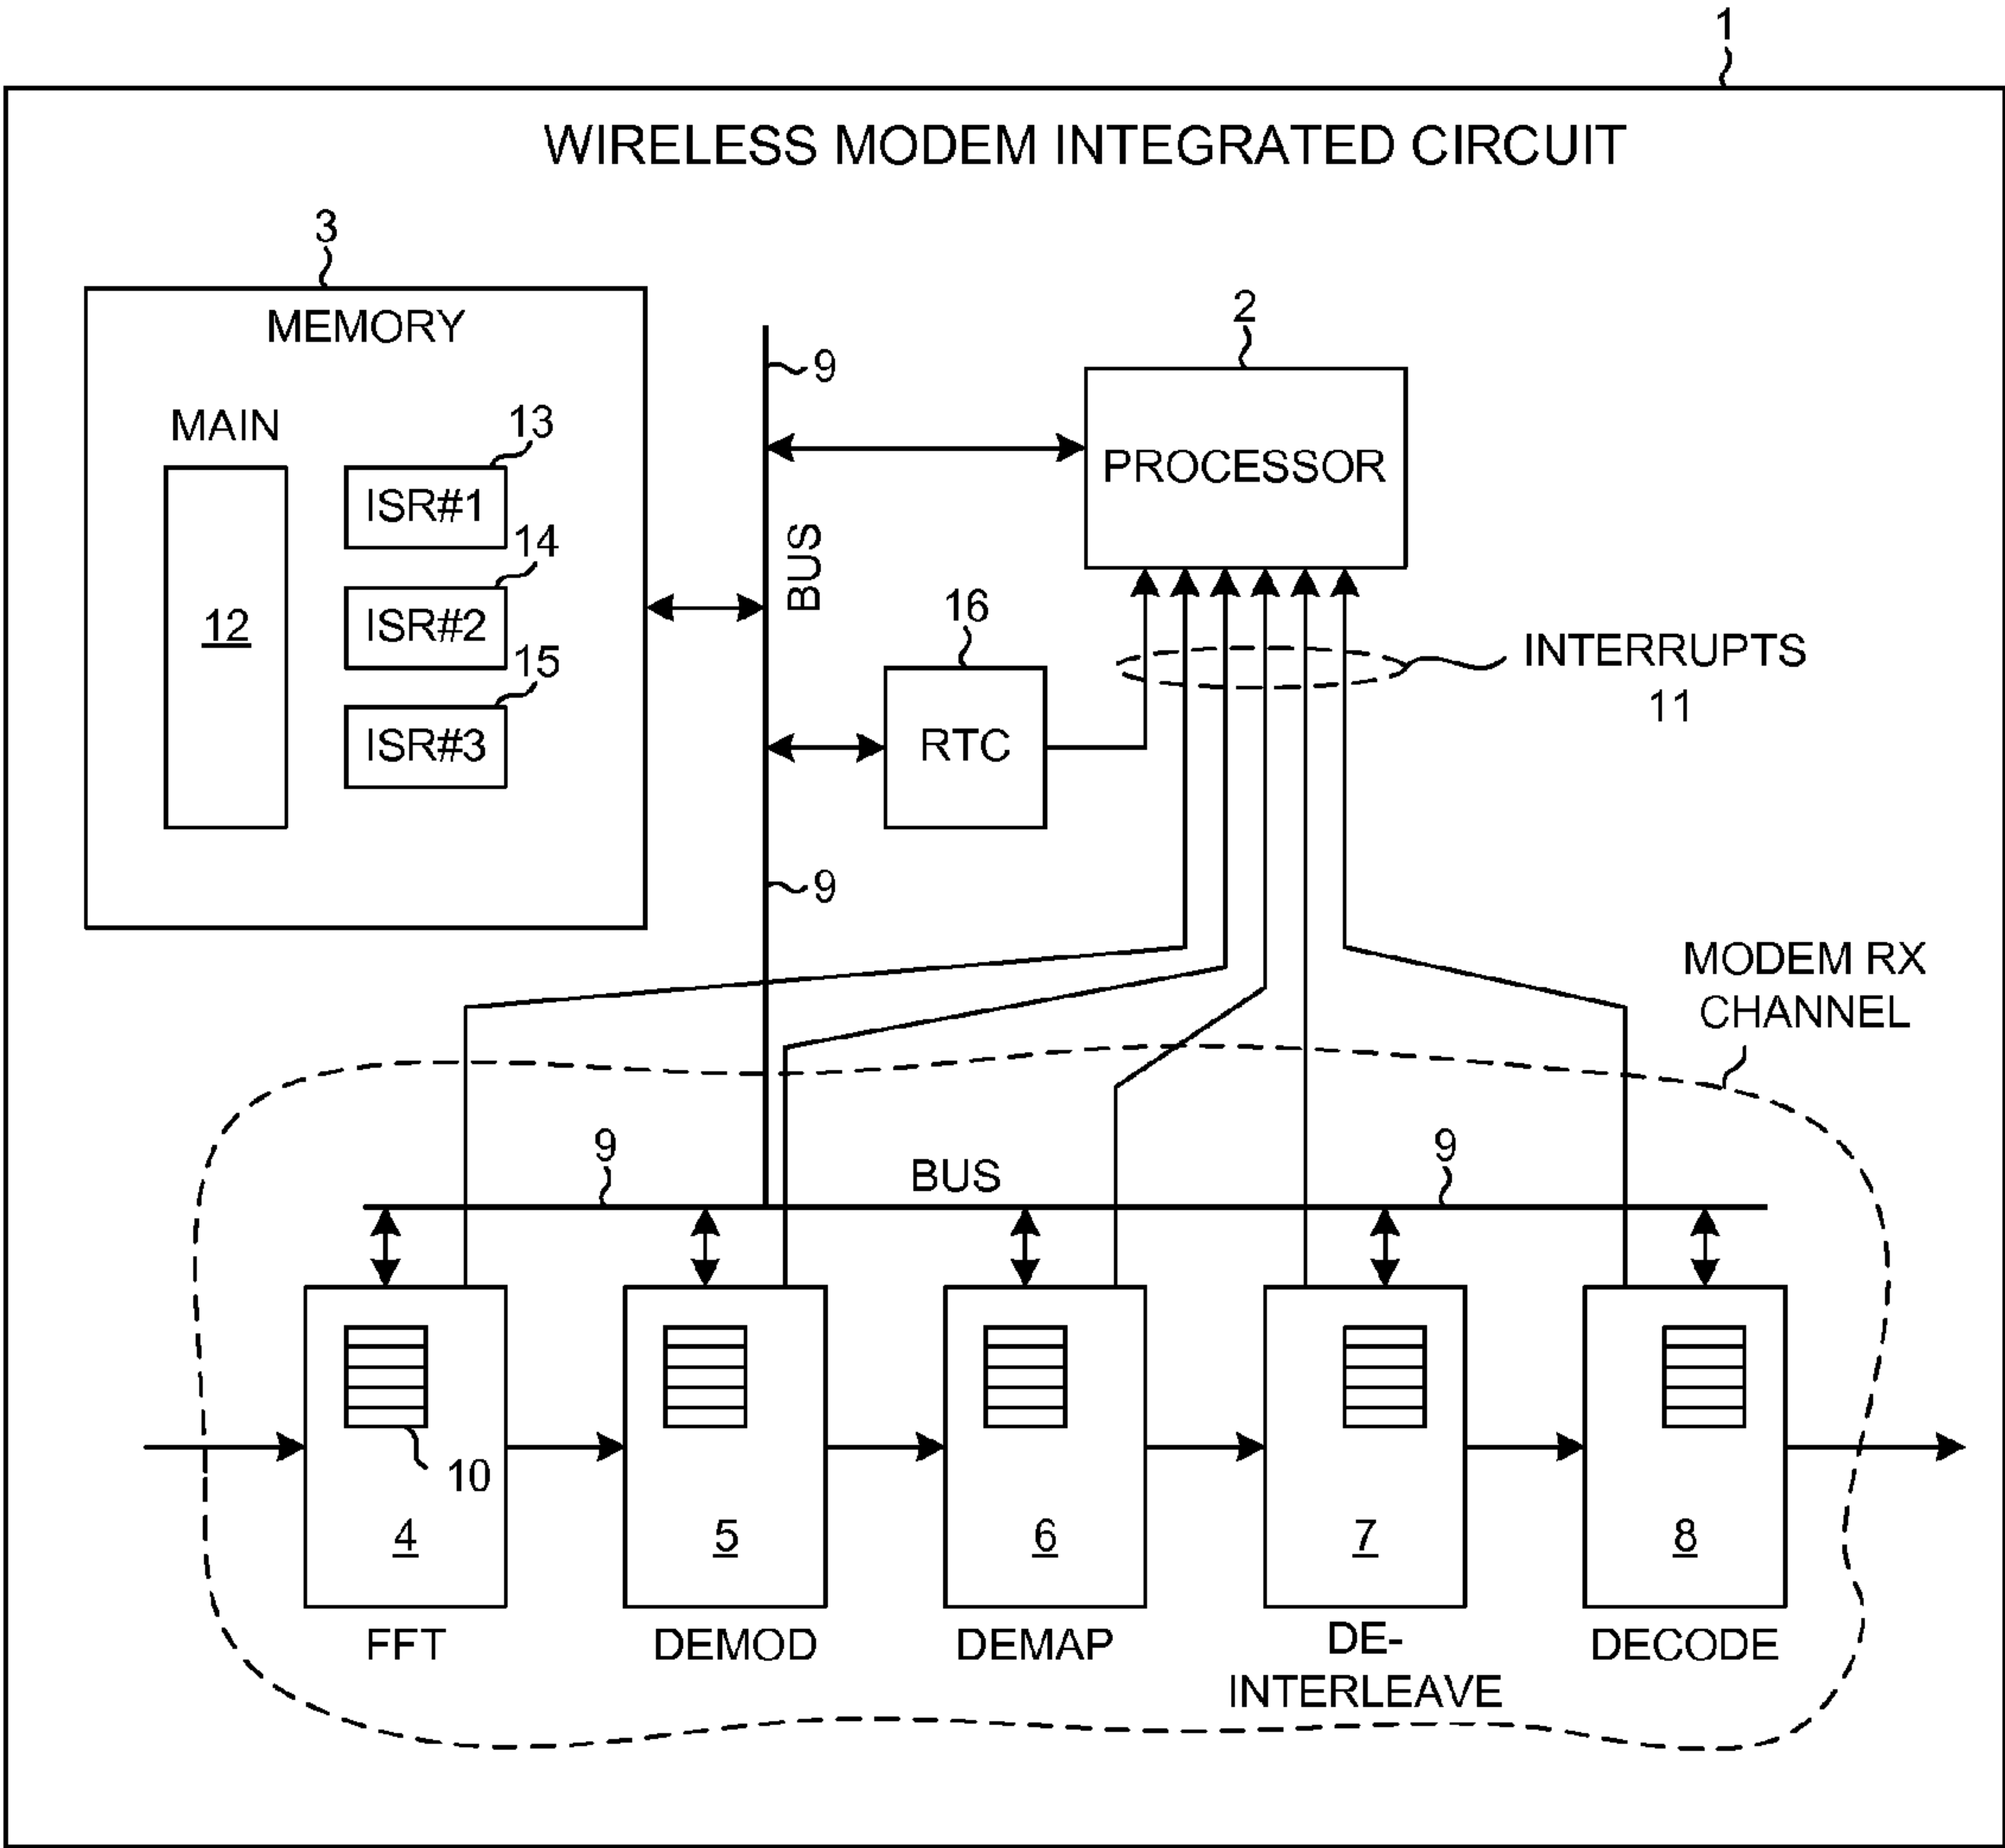 1
WIRELESS MODEM INTEGRATED CIRCUIT
3
MEMORY
MAIN
12
13
ISR#1
14
ISR#2
15
ISR#3
9
BUS
9
2
PROCESSOR
16
RTC
INTERRUPTS
11
MODEM RX
CHANNEL
9
BUS
9
10
4
5
6
7
8
FFT
DEMOD
DEMAP
DE-
INTERLEAVE
DECODE